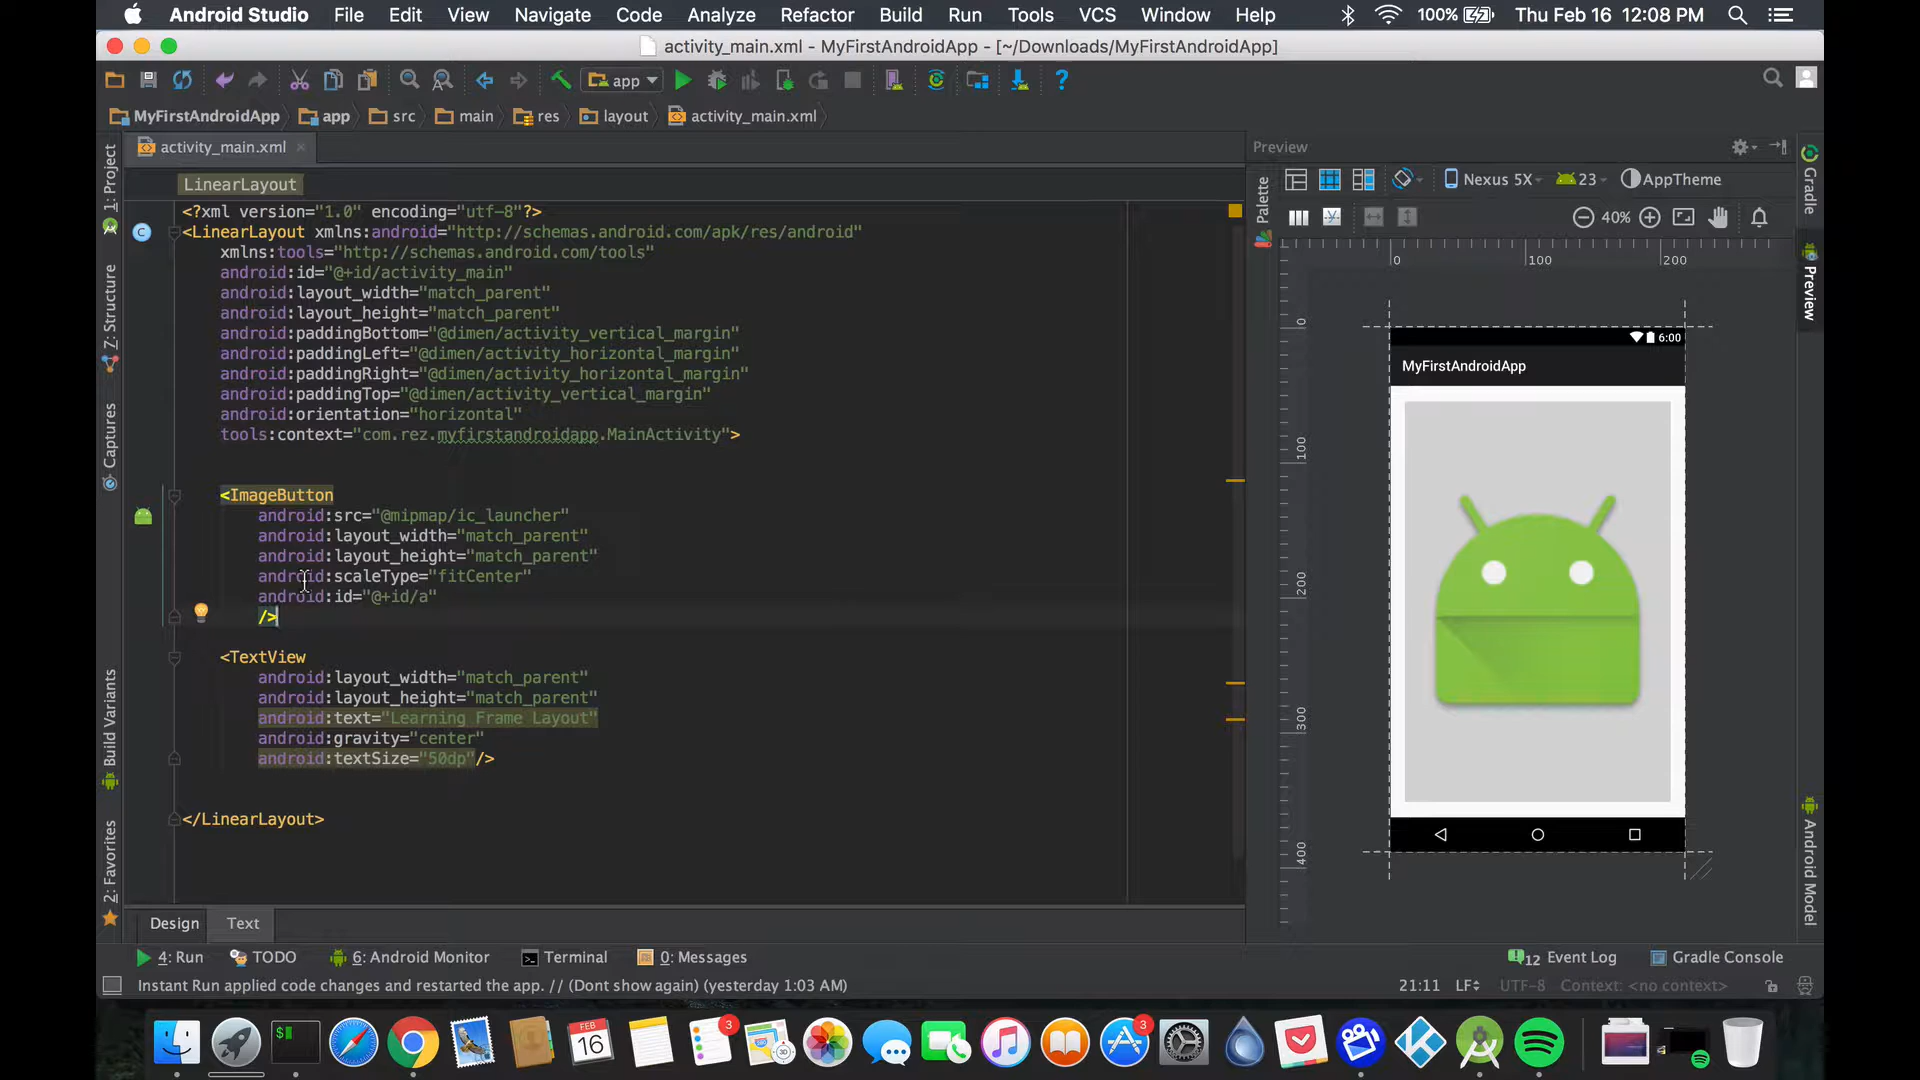 Android Studio File Edit View Navigate Code Analyze Refactor Build Run Tools VCS Window Help 100% Thu Feb 16 12:08 PM
activity_main.xml - MyFirstAndroidApp - [~/Downloads/MyFirstAndroidApp]
app
MyFirstAndroidApp app src main res layout activity_main.xml
activity_main.xml
LinearLayout
<?xml version="1.0" encoding="utf-8"?>
<LinearLayout xmlns:android="http://schemas.android.com/apk/res/android"
xmlns:tools="http://schemas.android.com/tools"
android:id="@+id/activity_main"
android:layout_width="match_parent"
android:layout_height="match_parent"
android:paddingBottom="@dimen/activity_vertical_margin"
android:paddingLeft="@dimen/activity_horizontal_margin"
android:paddingRight="@dimen/activity_horizontal_margin"
android:paddingTop="@dimen/activity_vertical_margin"
android:orientation="horizontal"
tools:context="com.rez.myfirstandroidapp.MainActivity">
<ImageButton
android:src="@mipmap/ic_launcher"
android:layout_width="match_parent"
android:layout_height="match_parent"
android:scaleType="fitCenter"
android:id="@+id/a"
/>
<TextView
android:layout_width="match_parent"
android:layout_height="match_parent"
android:text="Learning Frame Layout"
android:gravity="center"
android:textSize="50dp"/>
</LinearLayout>
Design Text
1: Project
7: Structure
Captures
Build Variants
2: Favorites
Preview
Palette
Nexus 5X 23 AppTheme
40%
0 100 200
0
100
200
300
400
6:00
MyFirstAndroidApp
Gradle
Preview
Android Model
4: Run TODO 6: Android Monitor Terminal 0: Messages 12 Event Log Gradle Console
Instant Run applied code changes and restarted the app. // (Dont show again) (yesterday 1:03 AM) 21:11 LF UTF-8 Context: <no context>
C
$
FEB
16
3
30
3